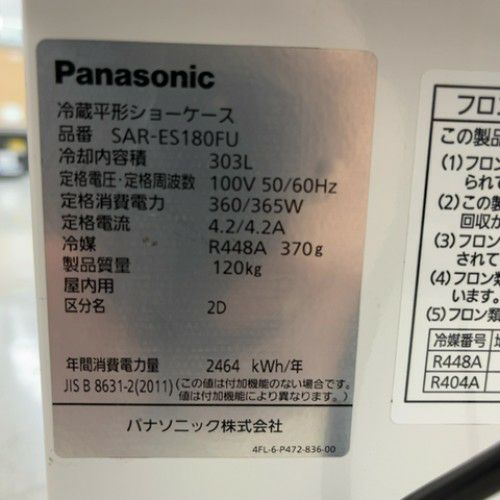 Panasonic
冷蔵平形ショーケース
品番 SAR-ES180FU
冷却内容積 303L
定格電圧・定格周波数 100V 50/60Hz
定格消費電力 360/365W
定格電流 4.2/4.2A
冷媒 R448A 370g
製品質量 120kg
屋内用
区分名 2D
年間消費電力量 2464 kWh/年
JIS B 8631-2(2011) (この値は付加機能のない場合です。
値は付加機能により異なります。)
パナソニック株式会社
4FL-6-P472-836-00
フロ
この製品
(1)フロン
られて
(2)この製
回収が
(3)フロン
されて
(4)フロン類
います。
(5)フロン類
冷媒番号
R448A
R404A